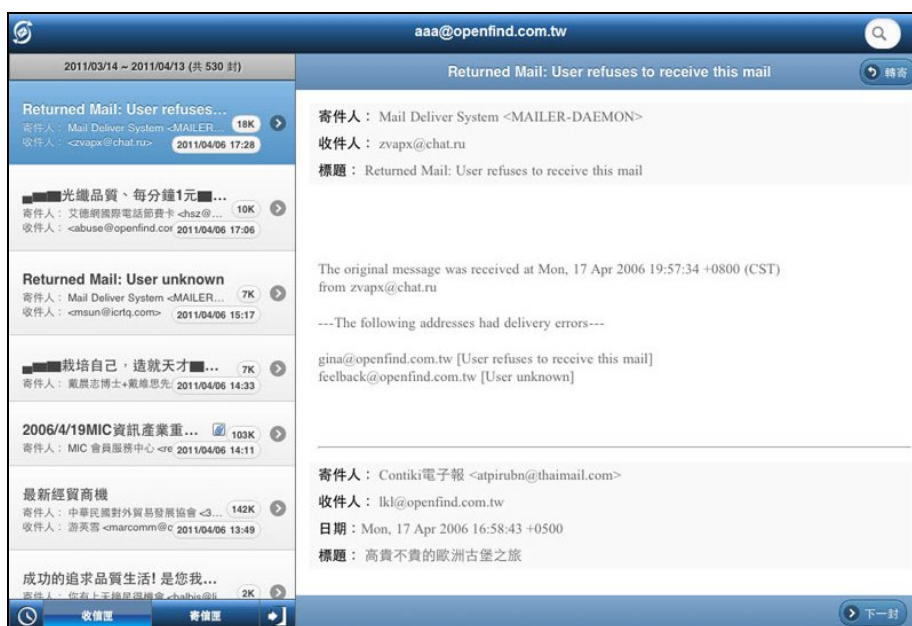 aaa@openfind.com.tw
2011/03/14 ~ 2011/04/13 (共 530 封)
Returned Mail: User refuses...
寄件人： Mail Deliver System <MAILER... 18K
收件人： <zvapx@chat.ru> 2011/04/06 17:28
▄▆▇光纖品質、每分鐘1元▇▆...
寄件人： 艾德網國際電話節費卡 <hsz@... 10K
收件人： <abuse@openfind.cor 2011/04/06 17:06
Returned Mail: User unknown
寄件人： Mail Deliver System <MAILER... 7K
收件人： <msun@icrtq.com> 2011/04/06 15:17
▄▆▇栽培自己，造就天才▇▆... 7K
寄件人： 戴晨志博士+戴維思先 2011/04/06 14:33
2006/4/19MIC資訊產業重... 103K
寄件人： MIC 會員服務中心 <re 2011/04/06 14:11
最新經貿商機
寄件人： 中華民國對外貿易發展協會 <3... 142K
收件人： 游英雪 <marcomm@c 2011/04/06 13:49
成功的追求品質生活! 是您我...
寄件人： 你有上天摘星得機會 <halbis@li 2K
收信匣 寄信匣
Returned Mail: User refuses to receive this mail
轉寄
寄件人： Mail Deliver System <MAILER-DAEMON>
收件人： zvapx@chat.ru
標題： Returned Mail: User refuses to receive this mail
The original message was received at Mon, 17 Apr 2006 19:57:34 +0800 (CST)
from zvapx@chat.ru
---The following addresses had delivery errors---
gina@openfind.com.tw [User refuses to receive this mail]
feelback@openfind.com.tw [User unknown]
寄件人： Contiki電子報 <atpirubn@thaimail.com>
收件人： lkl@openfind.com.tw
日期：Mon, 17 Apr 2006 16:58:43 +0500
標題： 高貴不貴的歐洲古堡之旅
下一封